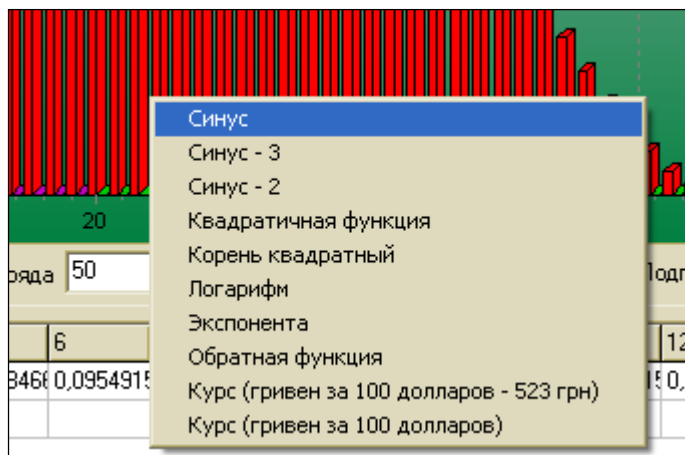 Синус
Синус - 3
Синус - 2
20
Квадратичная функция
Корень квадратный
50
Логарифм
Экспонента
6
12
Обратная функция
0,0954915
Курс (гривен за 100 долларов - 523 грн)
Курс (гривен за 100 долларов)